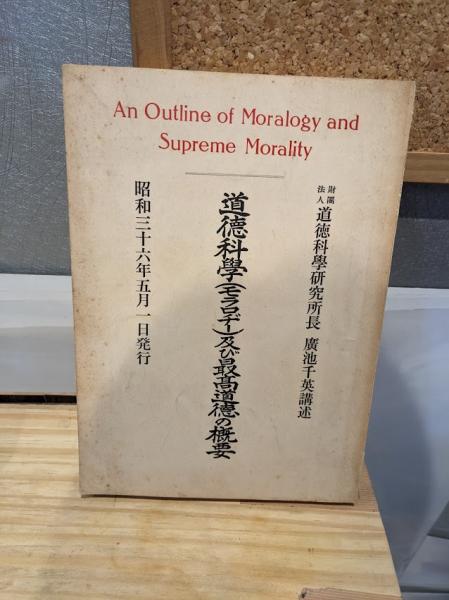 An Outline of Moralogy and
Supreme Morality
財團法人 道德科學研究所長 廣池千英講述
道德科學(モラロヂー)及び最高道德の概要
昭和三十六年五月一日発行